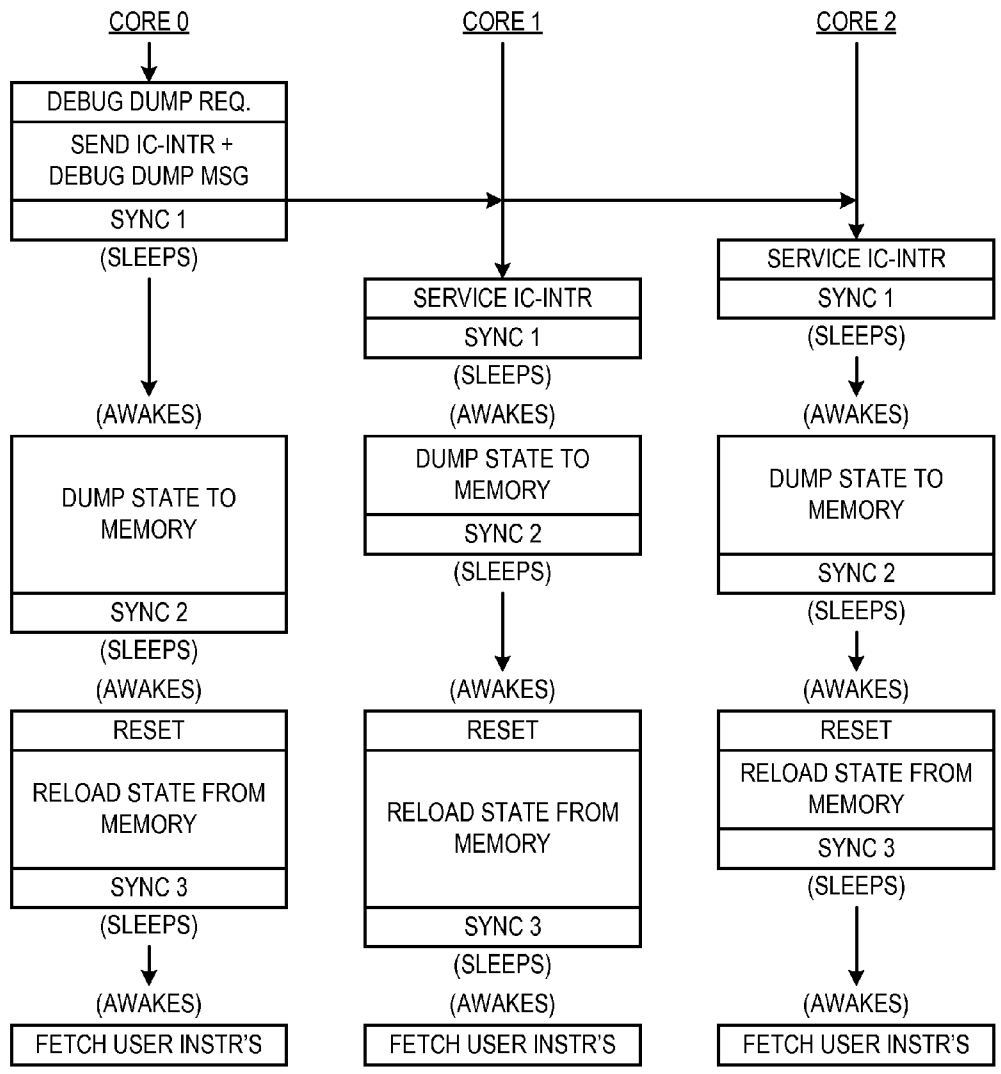 CORE 0
DEBUG DUMP REQ.
SEND IC-INTR +
DEBUG DUMP MSG
SYNC 1
(SLEEPS)
(AWAKES)
DUMP STATE TO
MEMORY
SYNC 2
(SLEEPS)
(AWAKES)
RESET
RELOAD STATE FROM
MEMORY
SYNC 3
(SLEEPS)
(AWAKES)
FETCH USER INSTR'S
CORE 1
SERVICE IC-INTR
SYNC 1
(SLEEPS)
(AWAKES)
DUMP STATE TO
MEMORY
SYNC 2
(SLEEPS)
(AWAKES)
RESET
RELOAD STATE FROM
MEMORY
SYNC 3
(SLEEPS)
(AWAKES)
FETCH USER INSTR'S
CORE 2
SERVICE IC-INTR
SYNC 1
(SLEEPS)
(AWAKES)
DUMP STATE TO
MEMORY
SYNC 2
(SLEEPS)
(AWAKES)
RESET
RELOAD STATE FROM
MEMORY
SYNC 3
(SLEEPS)
(AWAKES)
FETCH USER INSTR'S